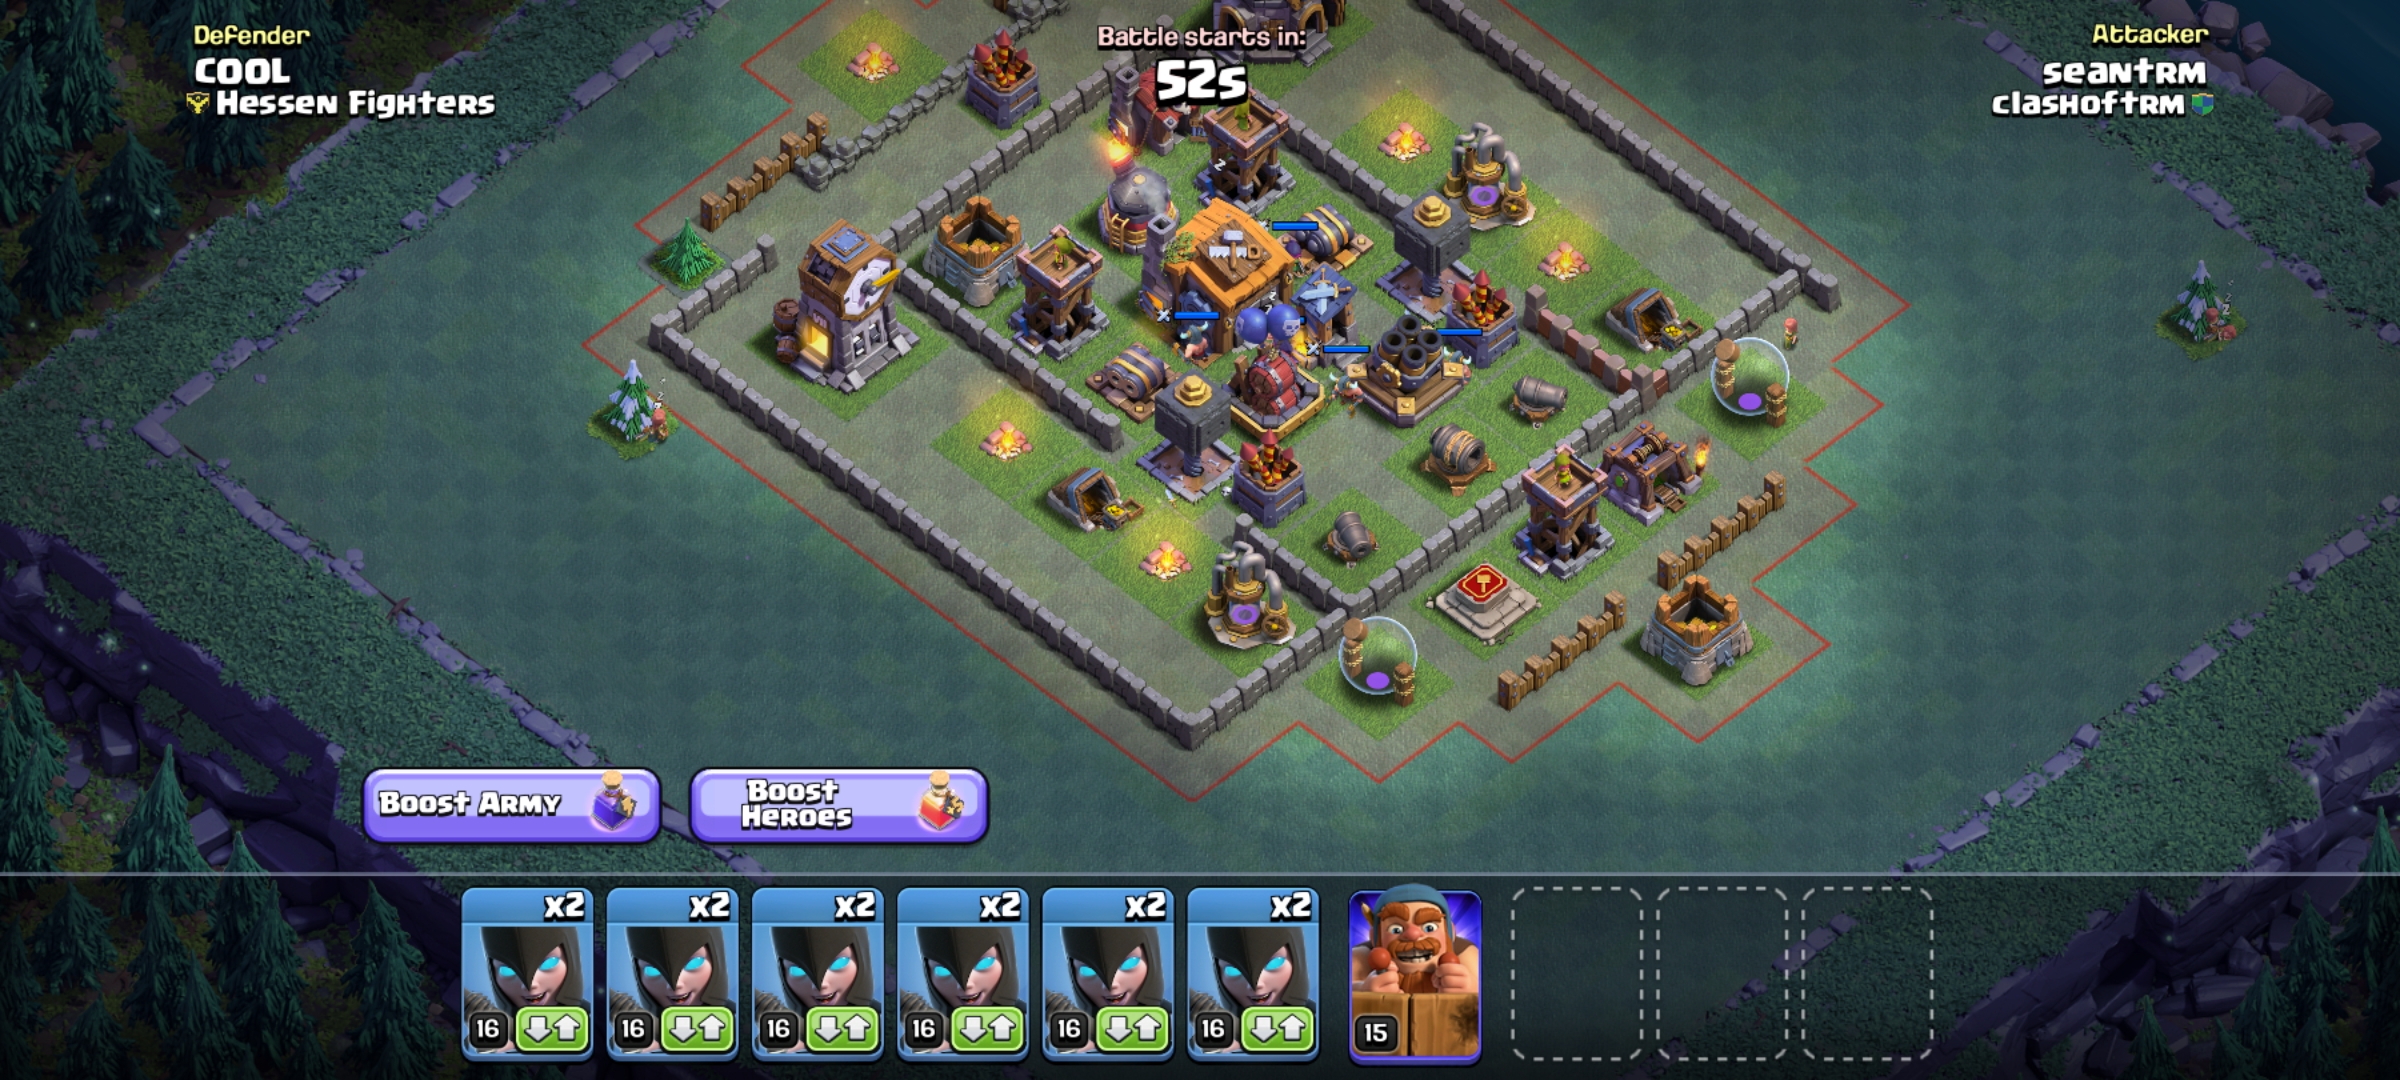 Defender
COOL
Hessen Fighters
Battle starts in:
52s
Attacker
seantRM
clashoftRM
Boost Army
Boost
Heroes
x2
x2
x2
x2
x2
x2
16
16
16
16
16
16
15